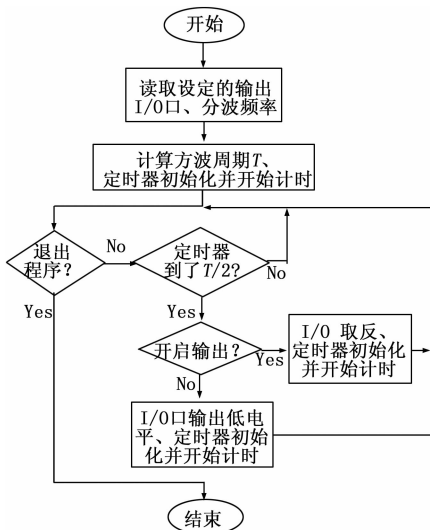 开始
读取设定的输出
I/O口、分波频率
计算方波周期T、
定时器初始化并开始计时
退出
程序?
No
定时器
到了T/2?
No
Yes
Yes
开启输出?
Yes
I/O 取反、
定时器初始化
并开始计时
No
I/O口输出低电
平、定时器初始
化并开始计时
结束